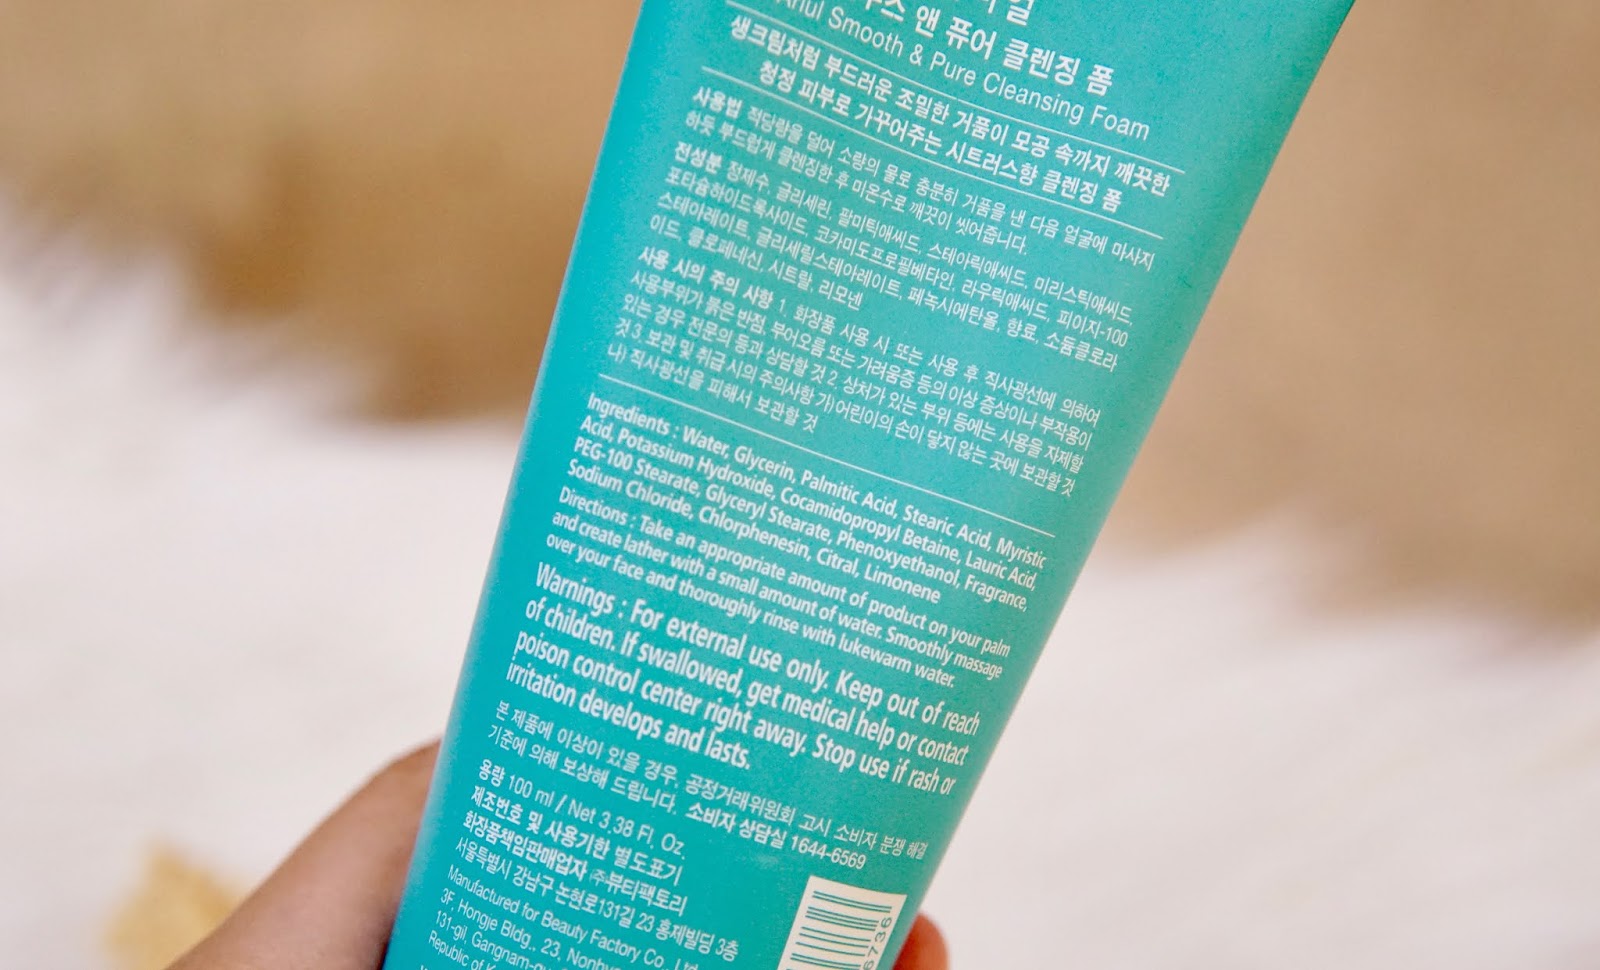 앤 퓨어 클렌징 폼
Smooth & Pure Cleansing Foam
생크림처럼 부드러운 조밀한 거품이 모공 속까지 깨끗한
청정 피부로 가꾸어주는 시트러스향 클렌징 폼
사용법 적당량을 덜어 소량의 물로 충분히 거품을 낸 다음 얼굴에 마사지
하듯 부드럽게 클렌징한 후 미온수로 깨끗이 씻어줍니다.
전성분 정제수, 글리세린, 팔미틱애씨드, 스테아릭애씨드, 미리스틱애씨드,
포타슘하이드록사이드, 코카미도프로필베타인, 라우릭애씨드, 피이지-100
스테아레이트, 글리세릴스테아레이트, 페녹시에탄올, 향료, 소듐클로라
이드, 클로페네신, 시트랄, 리모넨
사용 시의 주의 사항 1. 화장품 사용 시 또는 사용 후 직사광선에 의하여
사용부위가 붉은 반점, 부어오름 또는 가려움증 등의 이상 증상이나 부작용이
있는 경우 전문의 등과 상담할 것 2. 상처가 있는 부위 등에는 사용을 자제할
것 3. 보관 및 취급 시의 주의사항 가) 어린이의 손이 닿지 않는 곳에 보관할 것
나) 직사광선을 피해서 보관할 것
Ingredients : Water, Glycerin, Palmitic Acid, Stearic Acid, Myristic
Acid, Potassium Hydroxide, Cocamidopropyl Betaine, Lauric Acid,
PEG-100 Stearate, Glyceryl Stearate, Phenoxyethanol, Fragrance,
Sodium Chloride, Chlorphenesin, Citral, Limonene
Directions : Take an appropriate amount of product on your palm
and create lather with a small amount of water. Smoothly massage
over your face and thoroughly rinse with lukewarm water.
Warnings : For external use only. Keep out of reach
of children. If swallowed, get medical help or contact
poison control center right away. Stop use if rash or
irritation develops and lasts.
본 제품에 이상이 있을 경우, 공정거래위원회 고시 소비자 분쟁 해결
기준에 의해 보상해 드립니다. 소비자 상담실 1644-6569
용량 100 ml / Net 3.38 Fl. Oz.
제조번호 및 사용기한 별도표기
화장품책임판매업자 ㈜뷰티팩토리
서울특별시 강남구 논현로131길 23 홍제빌딩 3층
Manufactured for Beauty Factory Co., Ltd.
3F, Hongje Bldg., 23, Nonhy
131-gil, Gangnam-gu,
Republic of K
6736